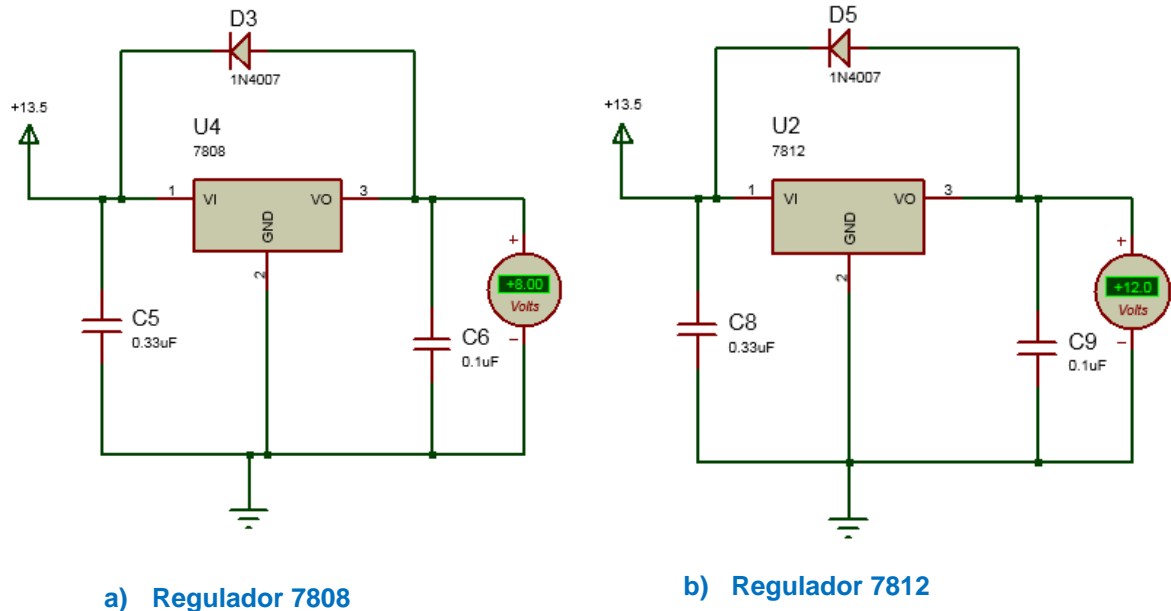 D3
1N4007
+13.5
U4
7808
1
VI
VO
3
GND
2
C5
0.33uF
C6
0.1uF
+
+8.00
Volts
−
a) Regulador 7808
D5
1N4007
+13.5
U2
7812
1
VI
VO
3
GND
2
C8
0.33uF
C9
0.1uF
+
+12.0
Volts
−
b) Regulador 7812